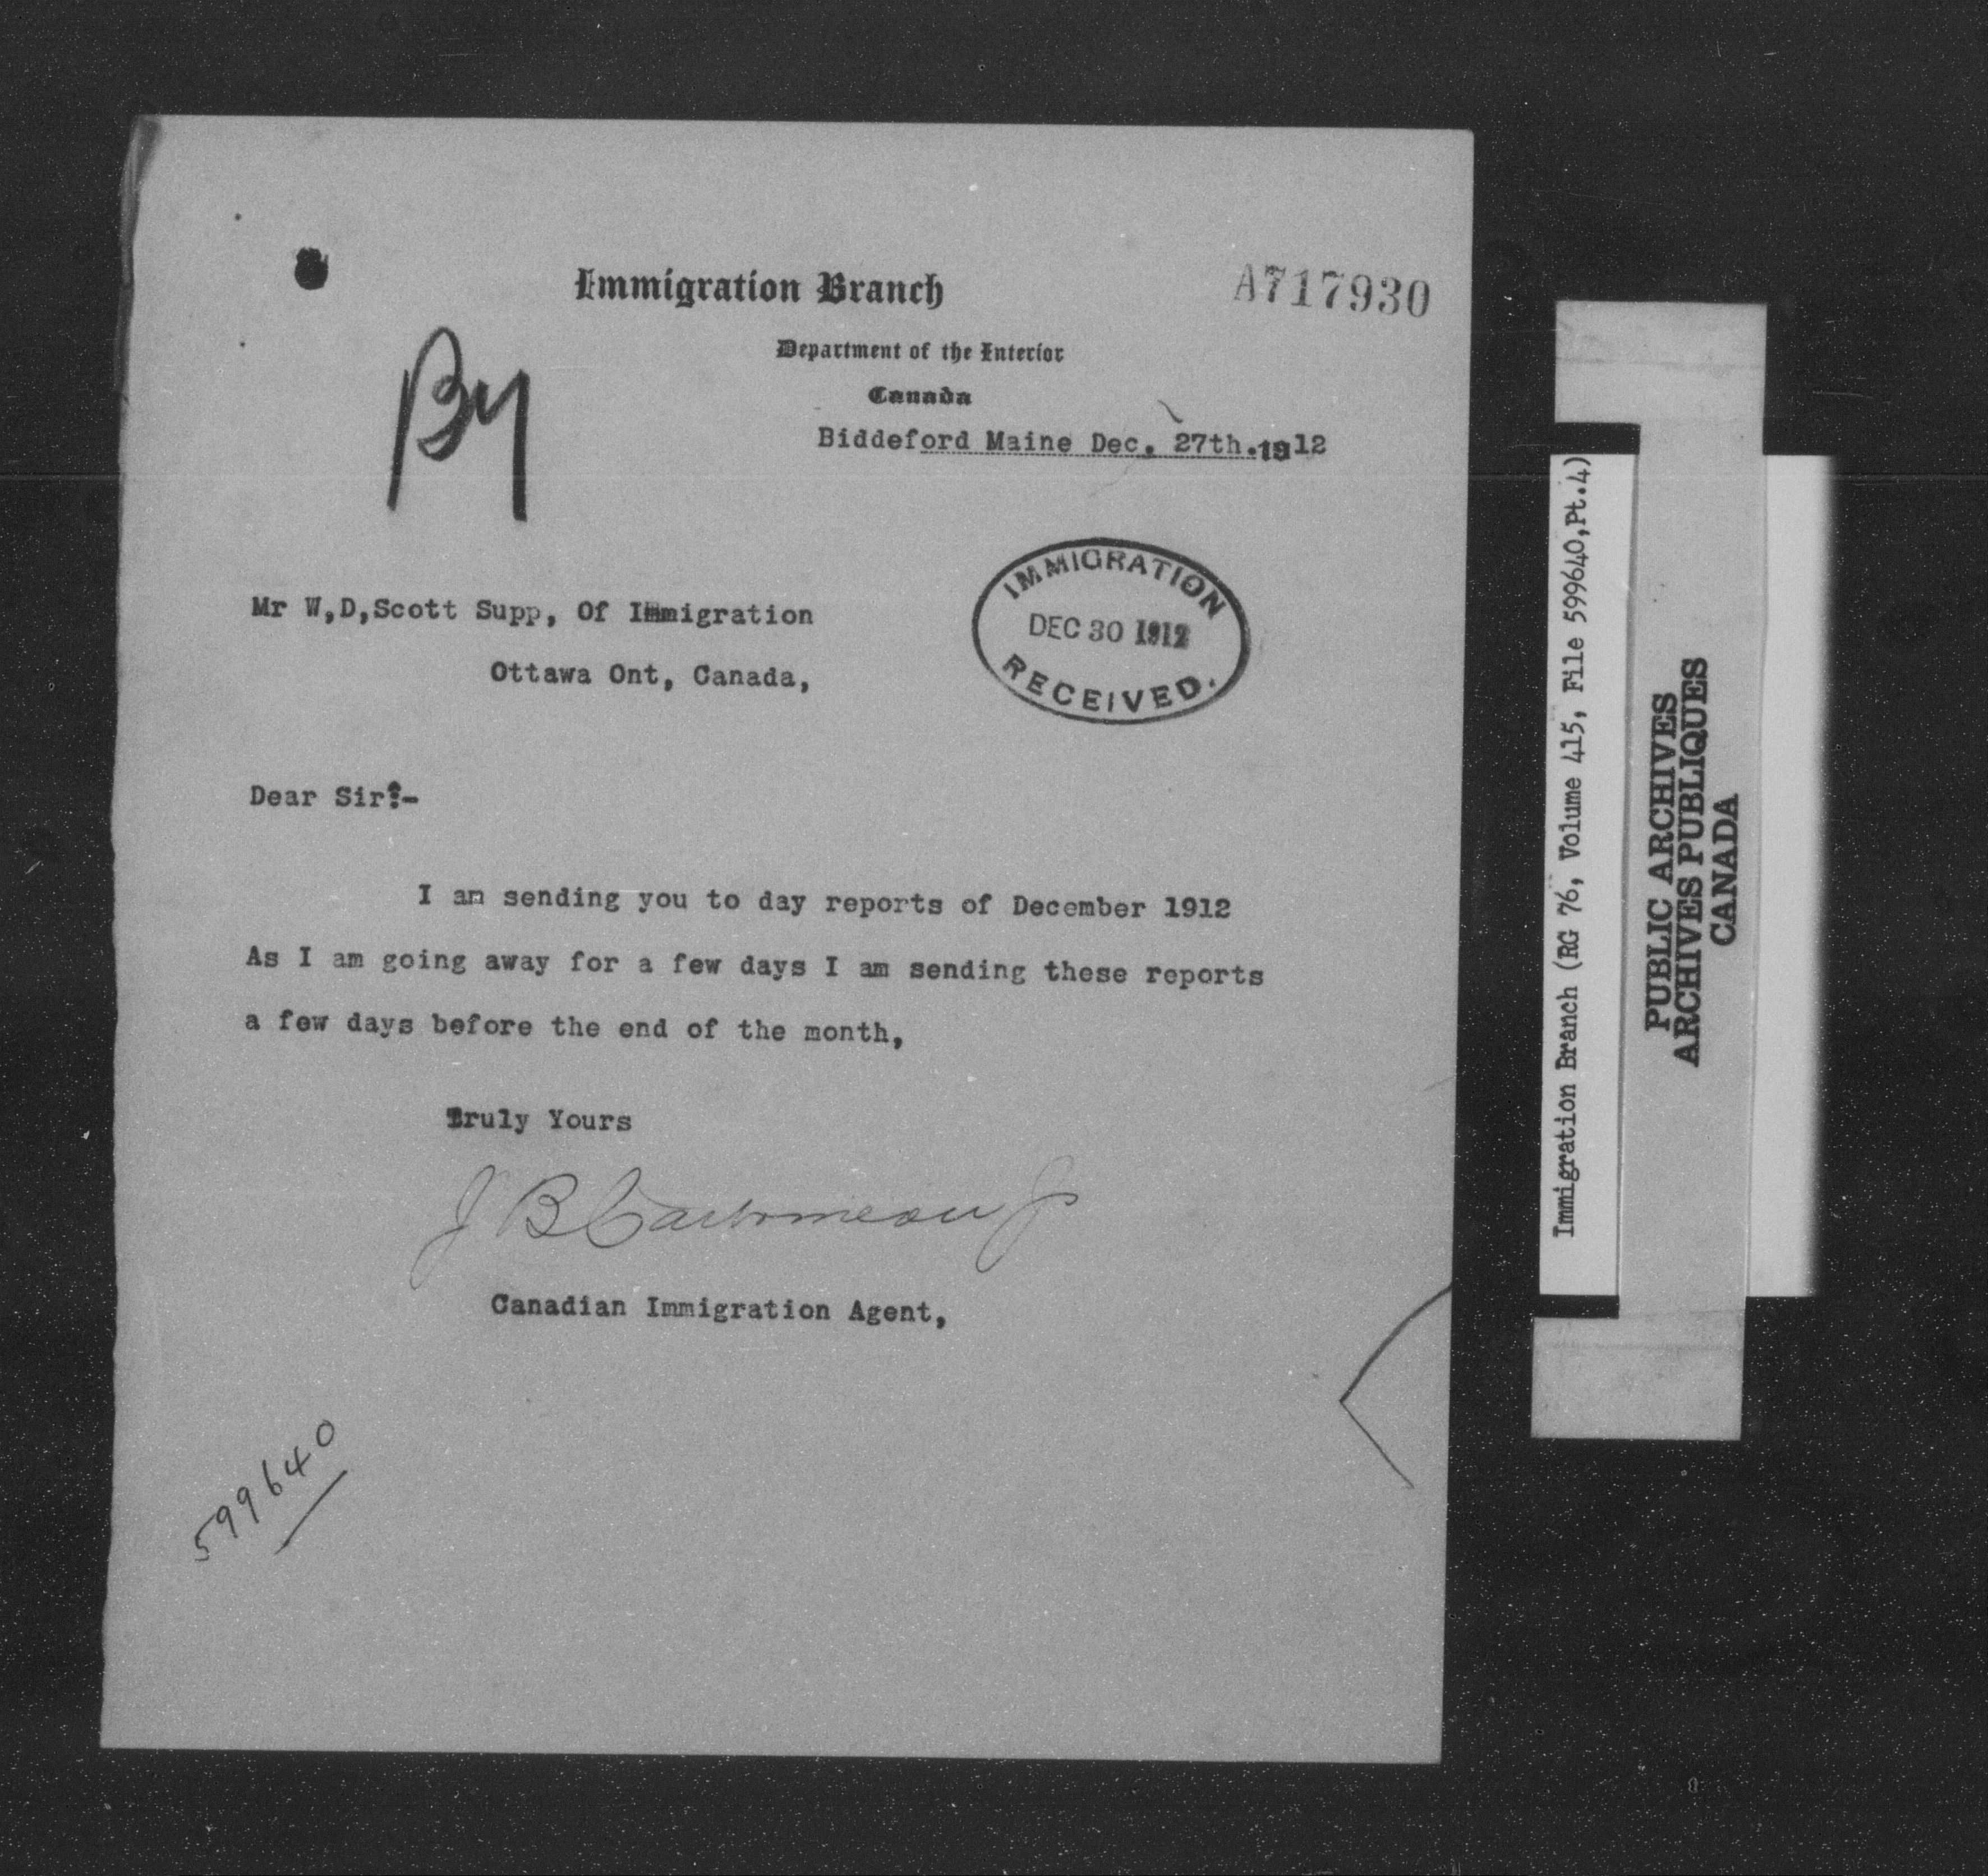 Immigration Branch
A717930
Department of the Interior
Canada
Biddeford Maine Dec. 27th.1912
By
Mr W,D,Scott Supp, Of Immigration
Ottawa Ont, Canada,
IMMIGRATION
DEC 30 1912
RECEIVED.
Dear Sir:-
I am sending you to day reports of December 1912
As I am going away for a few days I am sending these reports
a few days before the end of the month,
Truly Yours
J B Carbonneau Jr
Canadian Immigration Agent,
599640
Immigration Branch (RG 76, Volume 415, File 599640,Pt.4)
PUBLIC ARCHIVES
ARCHIVES PUBLIQUES
CANADA